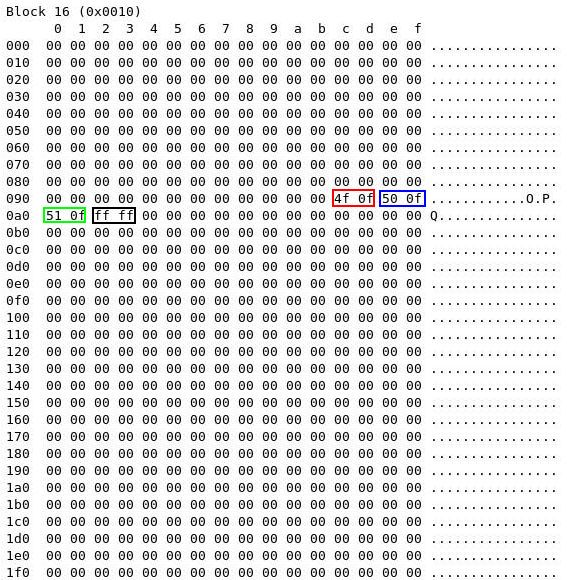 Block 16 (0x0010)
0 1 2 3 4 5 6 7 8 9 a b c d e f
000 00 00 00 00 00 00 00 00 00 00 00 00 00 00 00 00 ................
010 00 00 00 00 00 00 00 00 00 00 00 00 00 00 00 00 ................
020 00 00 00 00 00 00 00 00 00 00 00 00 00 00 00 00 ................
030 00 00 00 00 00 00 00 00 00 00 00 00 00 00 00 00 ................
040 00 00 00 00 00 00 00 00 00 00 00 00 00 00 00 00 ................
050 00 00 00 00 00 00 00 00 00 00 00 00 00 00 00 00 ................
060 00 00 00 00 00 00 00 00 00 00 00 00 00 00 00 00 ................
070 00 00 00 00 00 00 00 00 00 00 00 00 00 00 00 00 ................
080 00 00 00 00 00 00 00 00 00 00 00 00 00 00 00 00 ................
090 00 00 00 00 00 00 00 00 00 00 00 00 4f 0f 50 0f ............O.P.
0a0 51 0f ff ff 00 00 00 00 00 00 00 00 00 00 00 00 Q...............
0b0 00 00 00 00 00 00 00 00 00 00 00 00 00 00 00 00 ................
0c0 00 00 00 00 00 00 00 00 00 00 00 00 00 00 00 00 ................
0d0 00 00 00 00 00 00 00 00 00 00 00 00 00 00 00 00 ................
0e0 00 00 00 00 00 00 00 00 00 00 00 00 00 00 00 00 ................
0f0 00 00 00 00 00 00 00 00 00 00 00 00 00 00 00 00 ................
100 00 00 00 00 00 00 00 00 00 00 00 00 00 00 00 00 ................
110 00 00 00 00 00 00 00 00 00 00 00 00 00 00 00 00 ................
120 00 00 00 00 00 00 00 00 00 00 00 00 00 00 00 00 ................
130 00 00 00 00 00 00 00 00 00 00 00 00 00 00 00 00 ................
140 00 00 00 00 00 00 00 00 00 00 00 00 00 00 00 00 ................
150 00 00 00 00 00 00 00 00 00 00 00 00 00 00 00 00 ................
160 00 00 00 00 00 00 00 00 00 00 00 00 00 00 00 00 ................
170 00 00 00 00 00 00 00 00 00 00 00 00 00 00 00 00 ................
180 00 00 00 00 00 00 00 00 00 00 00 00 00 00 00 00 ................
190 00 00 00 00 00 00 00 00 00 00 00 00 00 00 00 00 ................
1a0 00 00 00 00 00 00 00 00 00 00 00 00 00 00 00 00 ................
1b0 00 00 00 00 00 00 00 00 00 00 00 00 00 00 00 00 ................
1c0 00 00 00 00 00 00 00 00 00 00 00 00 00 00 00 00 ................
1d0 00 00 00 00 00 00 00 00 00 00 00 00 00 00 00 00 ................
1e0 00 00 00 00 00 00 00 00 00 00 00 00 00 00 00 00 ................
1f0 00 00 00 00 00 00 00 00 00 00 00 00 00 00 00 00 ................